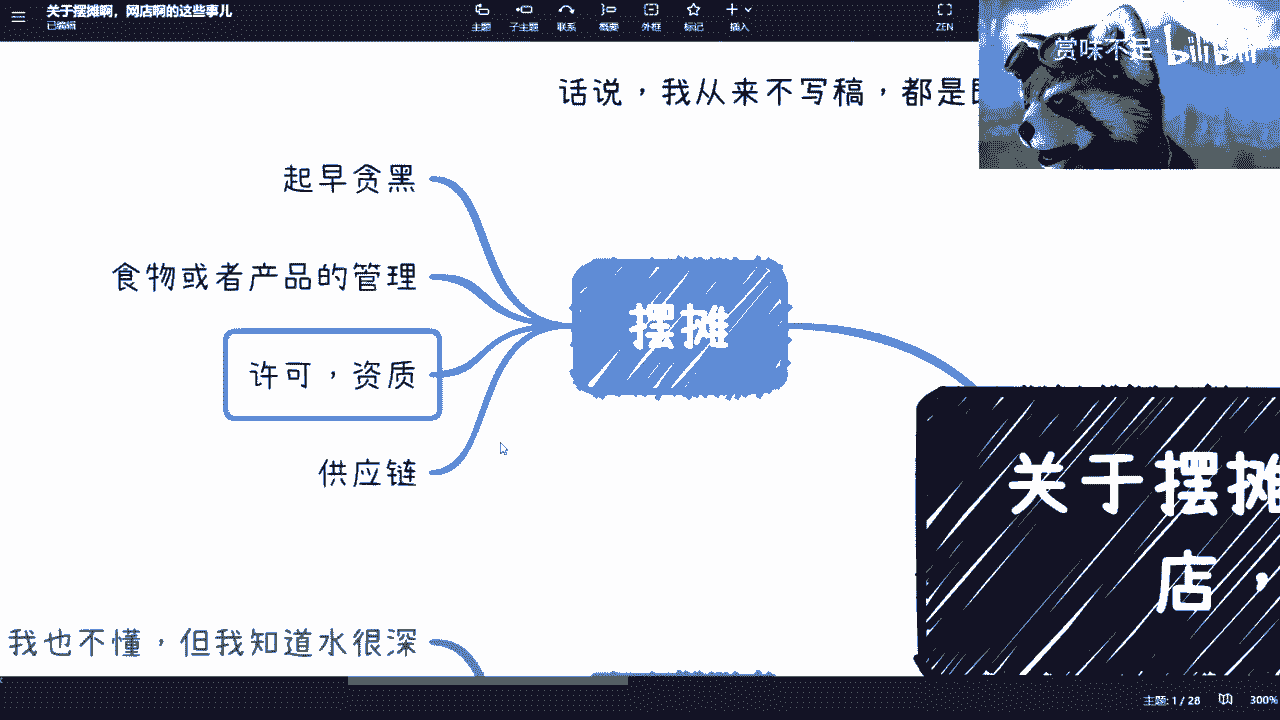 关于摆摊啊，网店啊的这些事儿
已编辑
主题
子主题
联系
概要
外框
标记
插入
ZEN
赏味不足
bilibili
话说，我从来不写稿，都是
起早贪黑
食物或者产品的管理
摆摊
许可，资质
供应链
关于摆摊
店，
我也不懂，但我知道水很深
主题: 1 / 28
300%